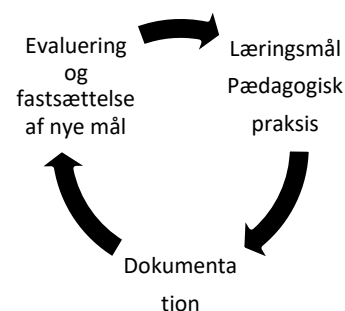 Evaluering
og
fastsættelse
af nye mål
Læringsmål
Pædagogisk
praksis
Dokumenta
tion